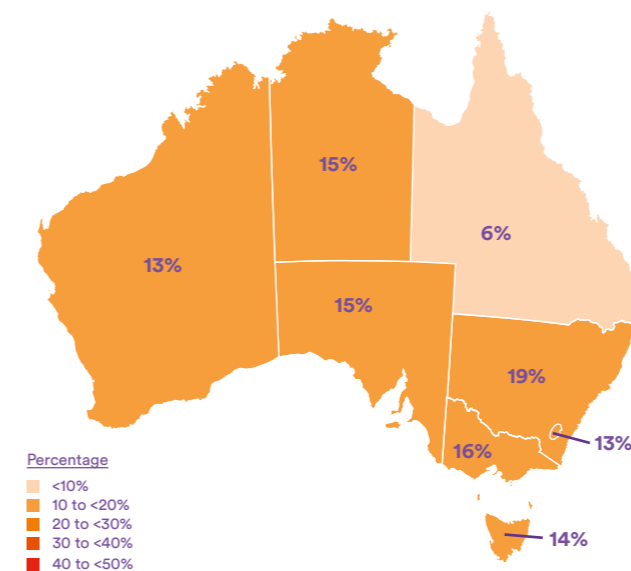 15%
6%
13%
15%
19%
13%
16%
14%
Percentage
<10%
10 to <20%
20 to <30%
30 to <40%
40 to <50%